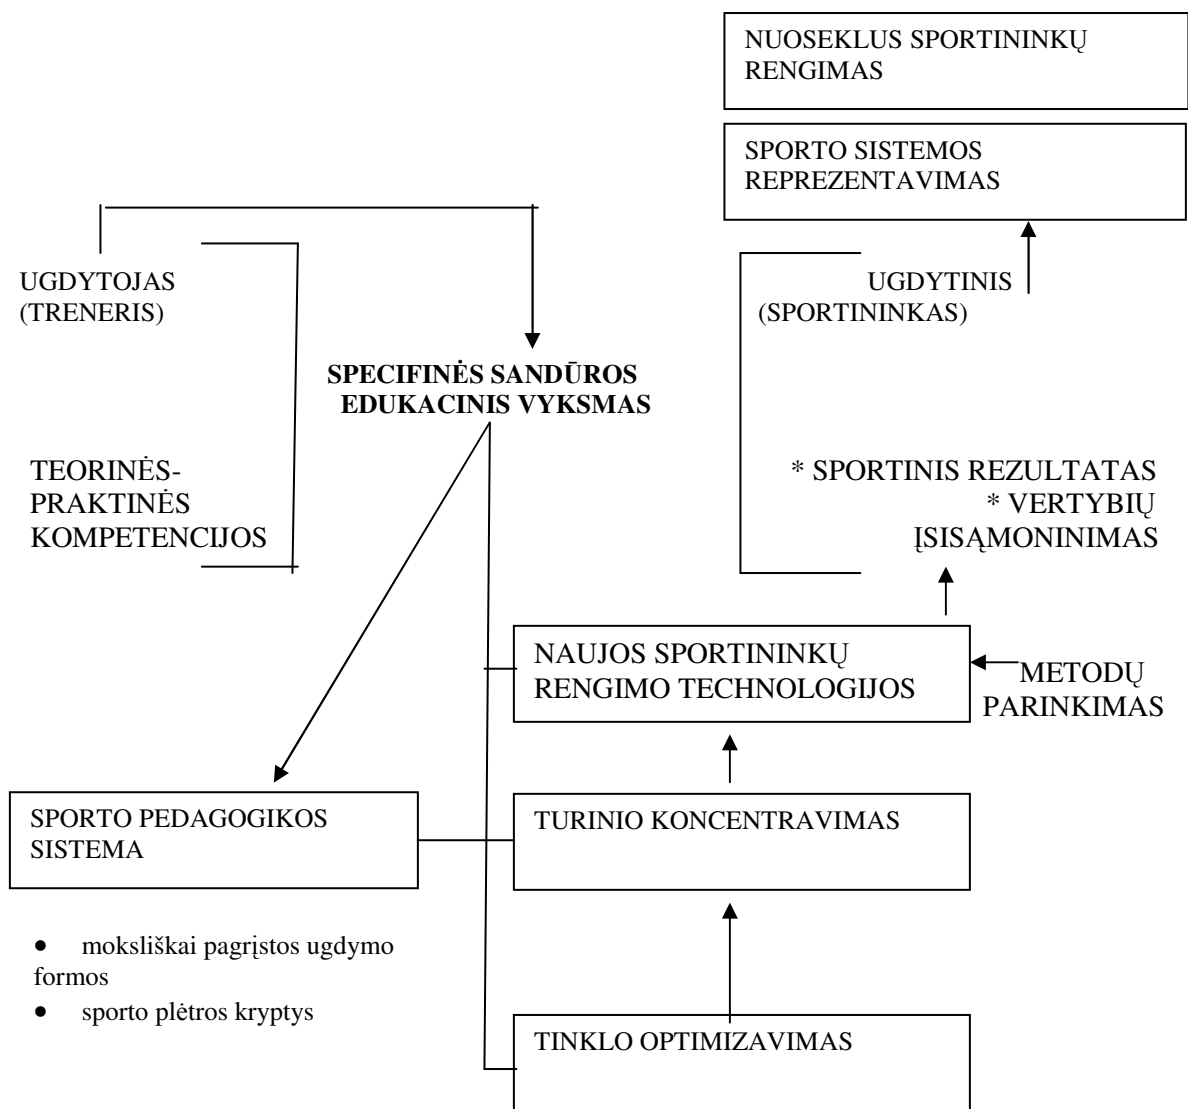 NUOSEKLUS SPORTININKŲ
RENGIMAS
SPORTO SISTEMOS
REPREZENTAVIMAS
UGDYTOJAS
(TRENERIS)
UGDYTINIS
(SPORTININKAS)
SPECIFINĖS SANDŪROS
EDUKACINIS VYKSMAS
TEORINĖS-
PRAKTINĖS
KOMPETENCIJOS
* SPORTINIS REZULTATAS
* VERTYBIŲ
ĮSISĄMONINIMAS
NAUJOS SPORTININKŲ
RENGIMO TECHNOLOGIJOS
METODŲ
PARINKIMAS
SPORTO PEDAGOGIKOS
SISTEMA
TURINIO KONCENTRAVIMAS
• moksliškai pagrįstos ugdymo
formos
• sporto plėtros kryptys
TINKLO OPTIMIZAVIMAS